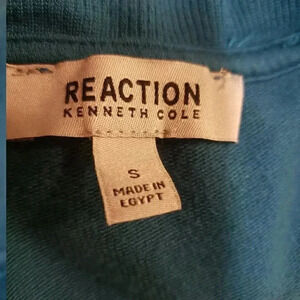 REACTION
KENNETH COLE
S
MADE IN
EGYPT